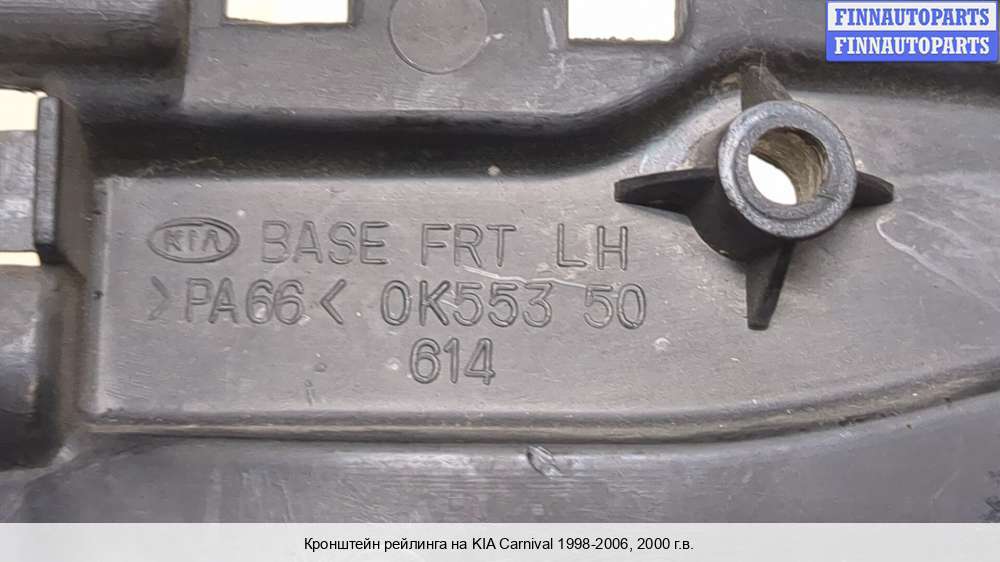 FINNAUTOPARTS
FINNAUTOPARTS
KIA BASE FRT LH
>PA66< 0K553 50
614
Кронштейн рейлинга на KIA Carnival 1998-2006, 2000 г.в.